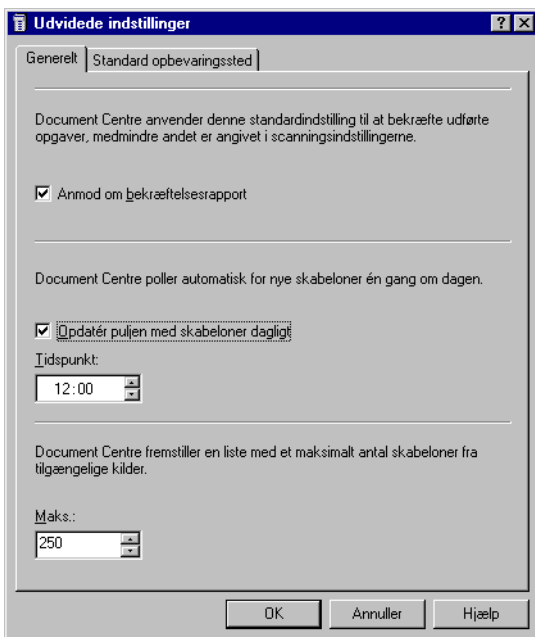 Udvidede indstillinger
Generelt
Standard opbevaringssted
Document Centre anvender denne standardindstilling til at bekræfte udførte
opgaver, medmindre andet er angivet i scanningsindstillingerne.
Anmod om bekræftelsesrapport
Document Centre poller automatisk for nye skabeloner én gang om dagen.
Opdatér puljen med skabeloner dagligt
Tidspunkt:
12:00
Document Centre fremstiller en liste med et maksimalt antal skabeloner fra
tilgængelige kilder.
Maks.:
250
OK
Annuller
Hjælp